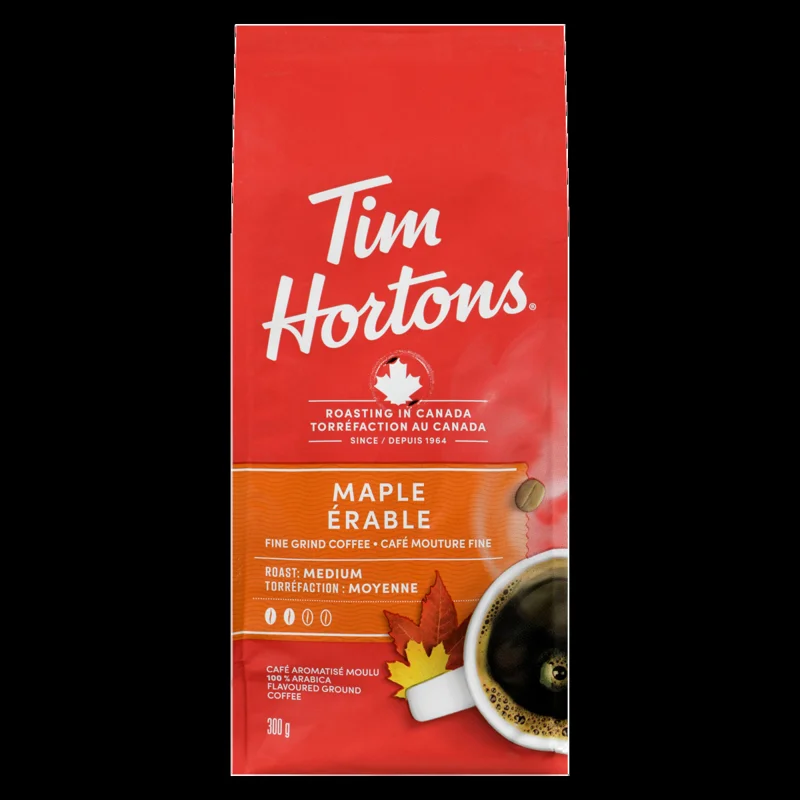 Tim
Hortons®
ROASTING IN CANADA
TORRÉFACTION AU CANADA
SINCE / DEPUIS 1964
MAPLE
ÉRABLE
FINE GRIND COFFEE • CAFÉ MOUTURE FINE
ROAST: MEDIUM
TORRÉFACTION : MOYENNE
CAFÉ AROMATISÉ MOULU
100 % ARABICA
FLAVOURED GROUND
COFFEE
300 g